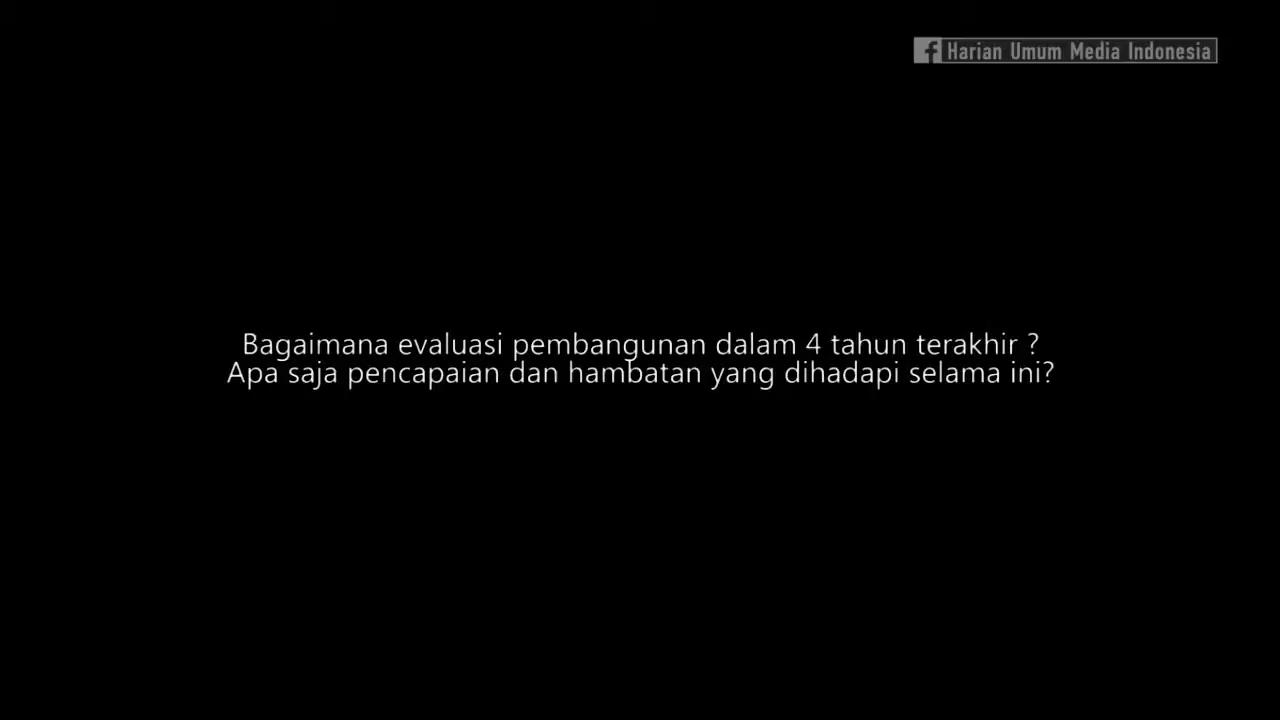 Harian Umum Media Indonesia
Bagaimana evaluasi pembangunan dalam 4 tahun terakhir ?
Apa saja pencapaian dan hambatan yang dihadapi selama ini?